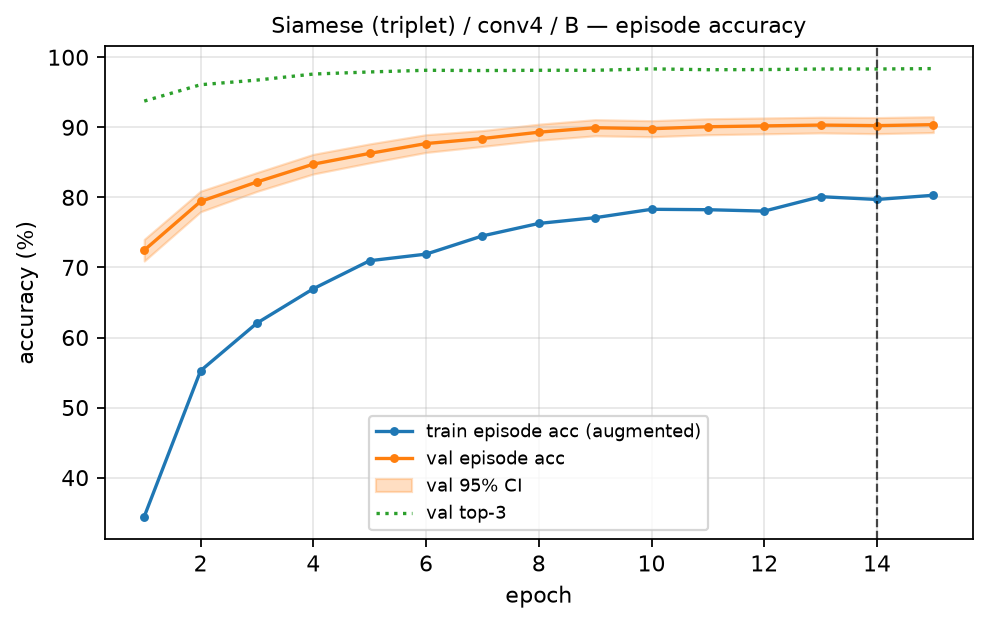 Siamese (triplet) / conv4 / B — episode accuracy
100
90
80
70
60
50
40
accuracy (%)
train episode acc (augmented)
val episode acc
val 95% CI
val top-3
2 4 6 8 10 12 14
epoch